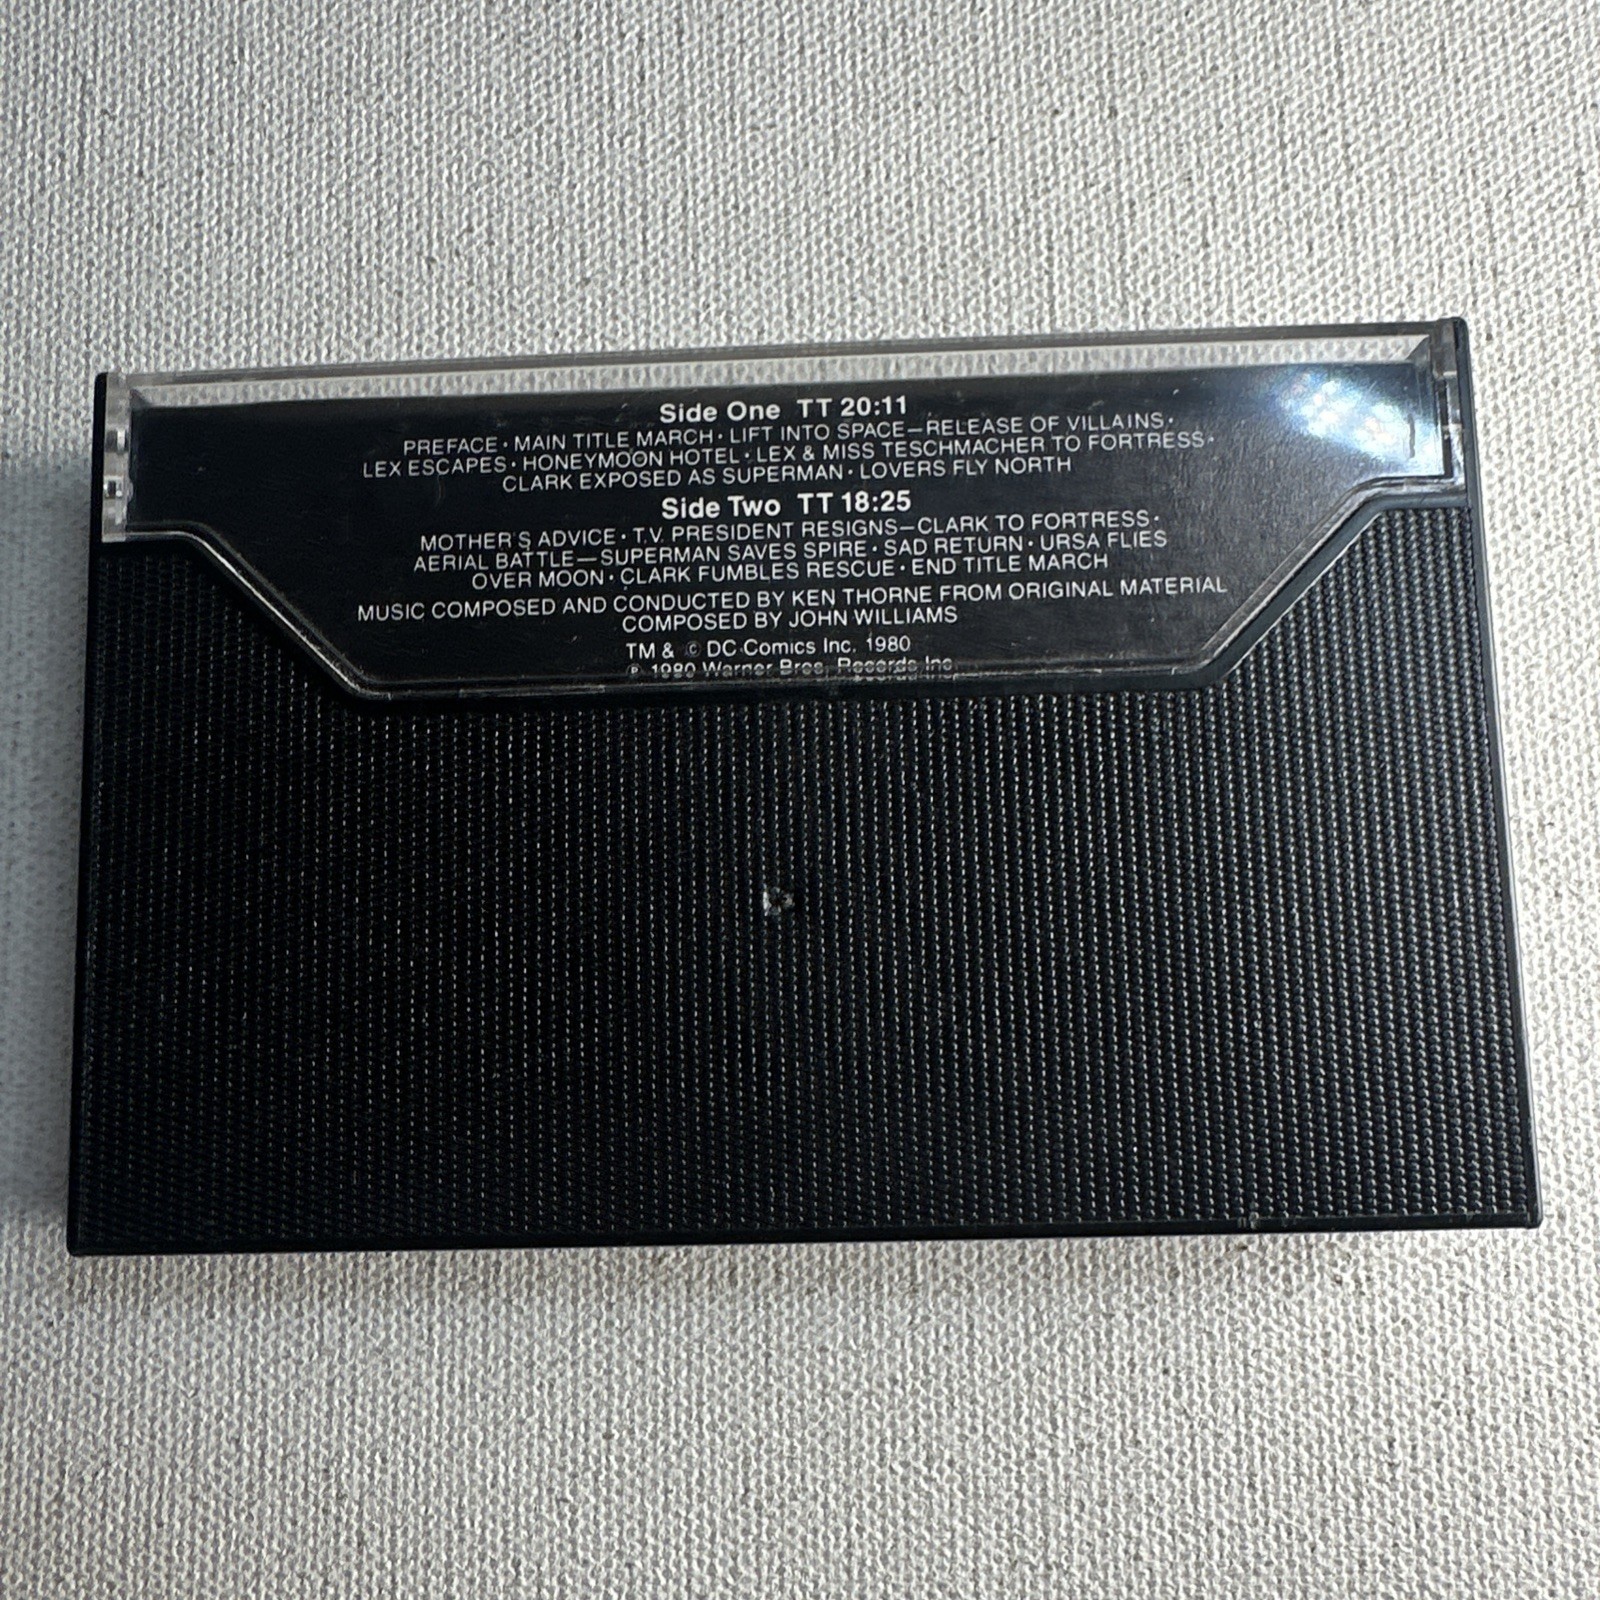 Side One TT 20:11
PREFACE • MAIN TITLE MARCH • LIFT INTO SPACE—RELEASE OF VILLAINS •
LEX ESCAPES • HONEYMOON HOTEL • LEX & MISS TESCHMACHER TO FORTRESS •
CLARK EXPOSED AS SUPERMAN • LOVERS FLY NORTH
Side Two TT 18:25
MOTHER'S ADVICE • T.V. PRESIDENT RESIGNS—CLARK TO FORTRESS •
AERIAL BATTLE—SUPERMAN SAVES SPIRE • SAD RETURN • URSA FLIES
OVER MOON • CLARK FUMBLES RESCUE • END TITLE MARCH
MUSIC COMPOSED AND CONDUCTED BY KEN THORNE FROM ORIGINAL MATERIAL
COMPOSED BY JOHN WILLIAMS
TM & © DC Comics Inc. 1980
℗ 1980 Warner Bros. Records Inc.